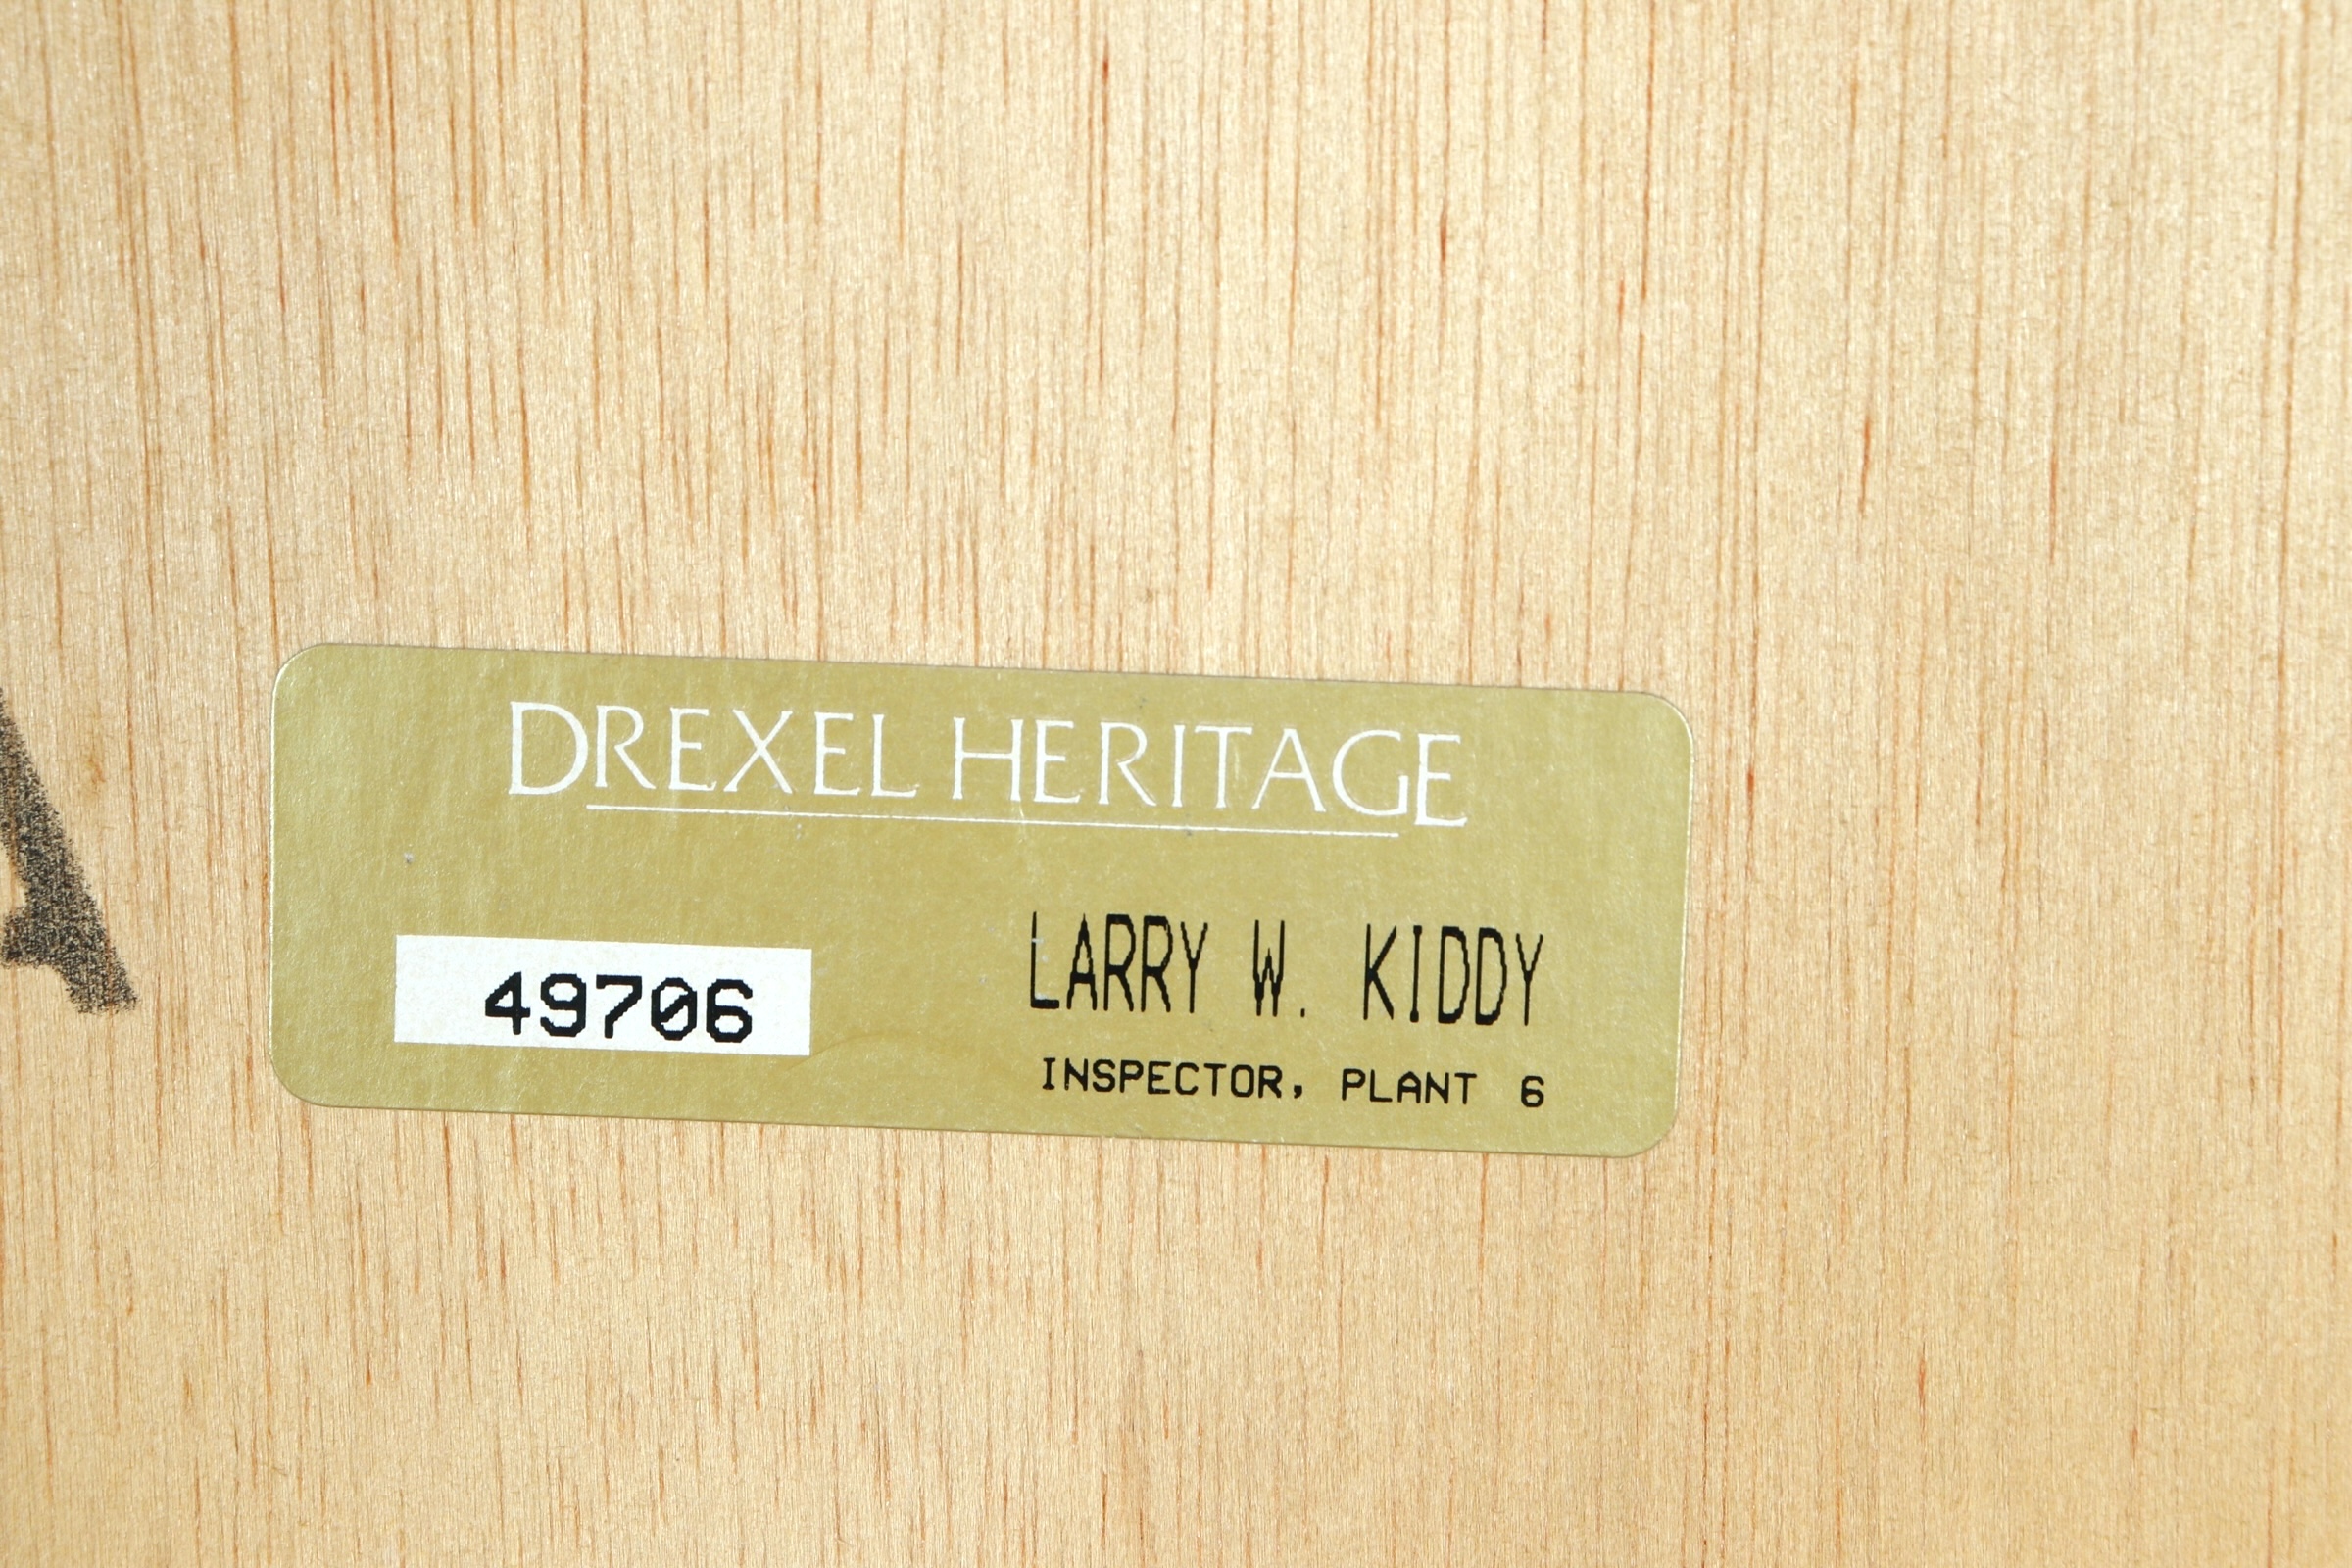 DREXEL HERITAGE
49706
LARRY W. KIDDY
INSPECTOR, PLANT 6